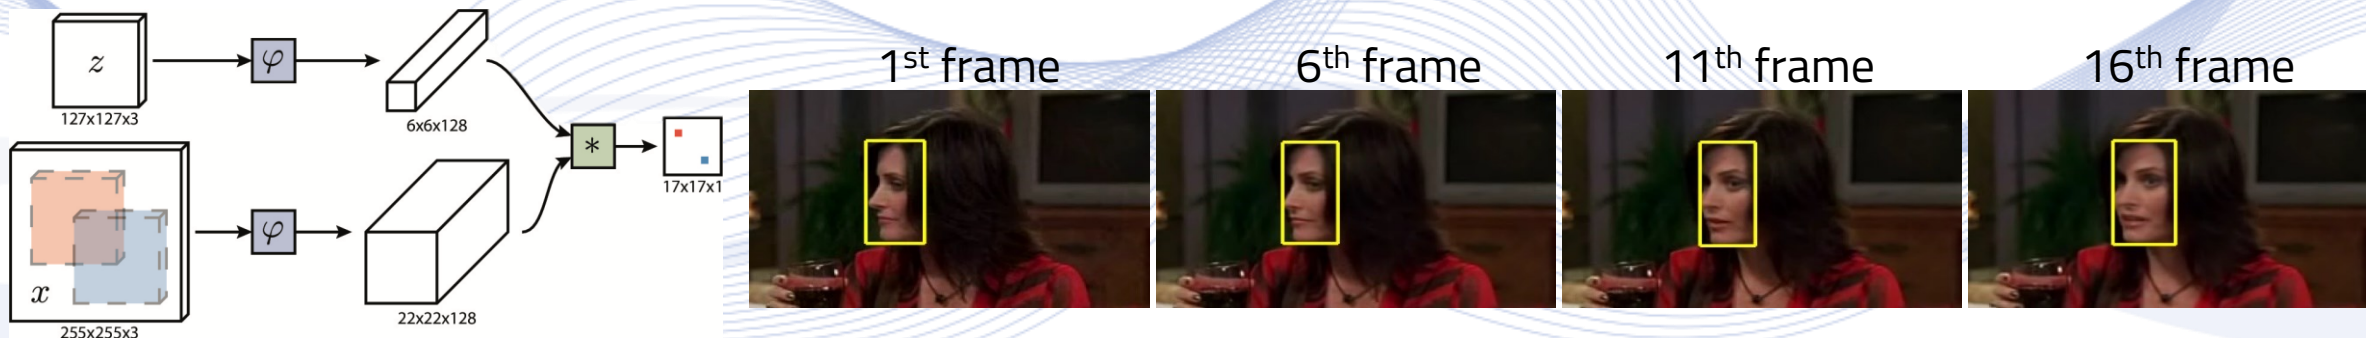 z
127x127x3
φ
6x6x128
*
17x17x1
x
255x255x3
φ
22x22x128
1st frame
6th frame
11th frame
16th frame